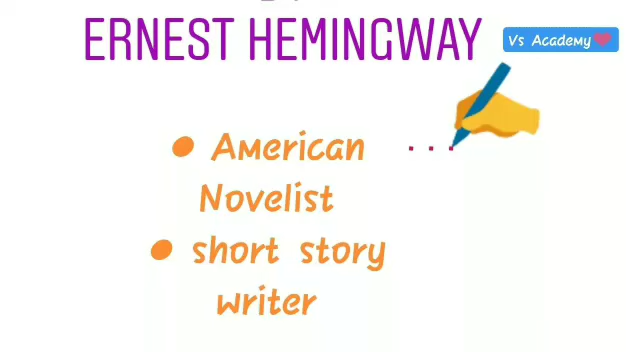 ERNEST HEMINGWAY
Vs Academy
• American
Novelist
...
• short story
writer